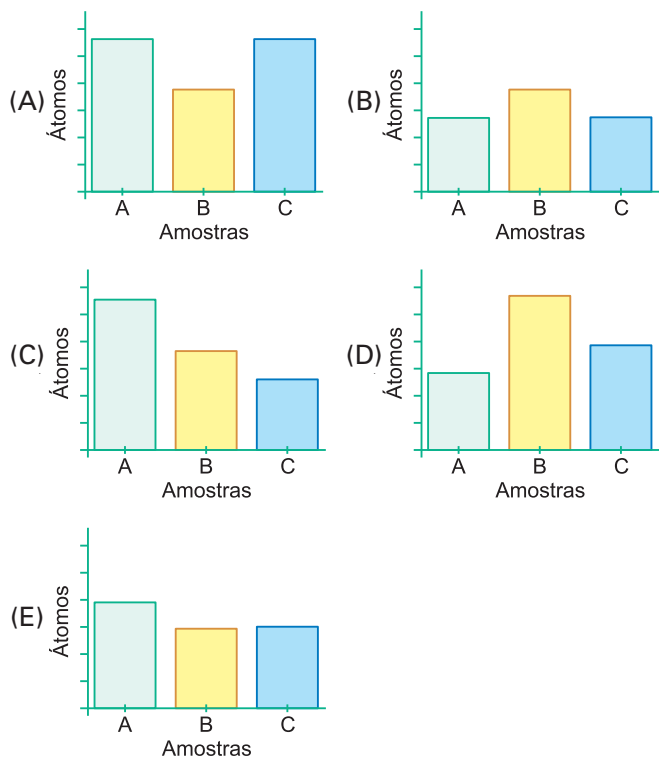 (A)
Átomos
A B C
Amostras
(B)
Átomos
A B C
Amostras
(C)
Átomos
A B C
Amostras
(D)
Átomos
A B C
Amostras
(E)
Átomos
A B C
Amostras